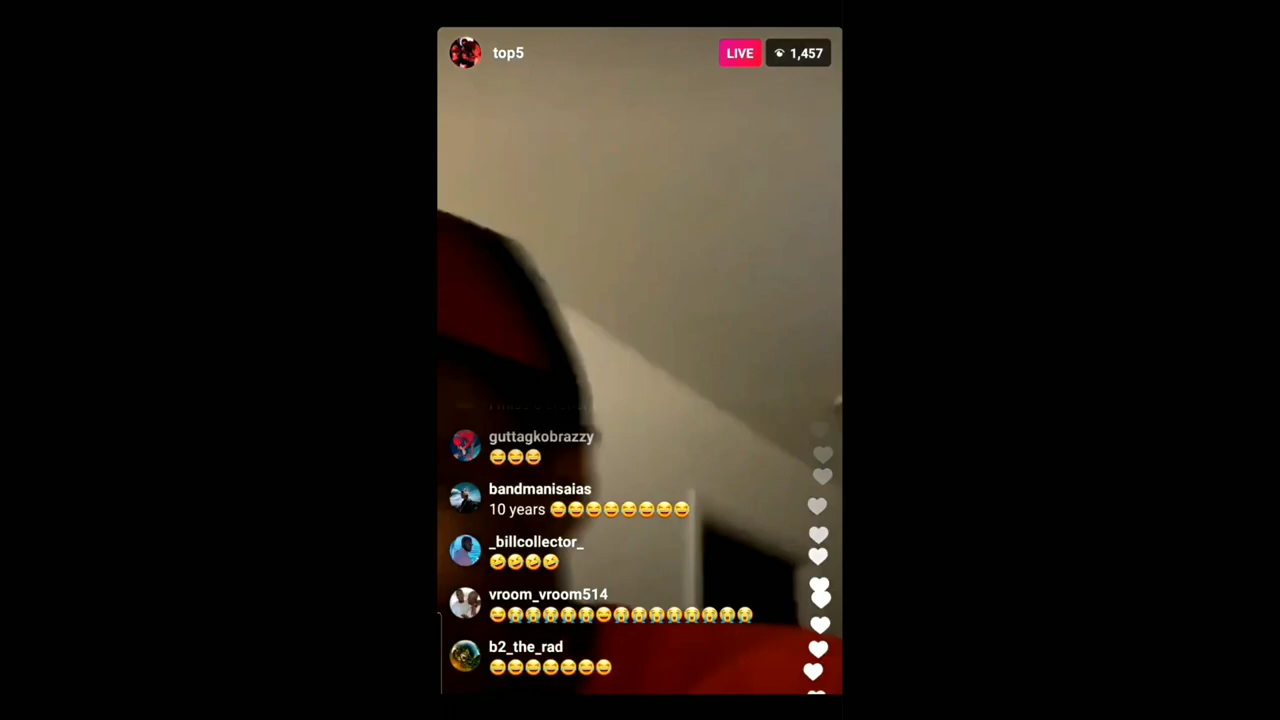 top5
LIVE 1,457
guttagkobrazzy
😅😅😅
bandmanisaias
10 years 😅😅😅😅😅😅😅😅
_billcollector_
🤣🤣🤣🤣
vroom_vroom514
😅😭😭😭😭😭😅😭😭😭😭😭😭😭😭
b2_the_rad
😅😅😅😅😅😅😅